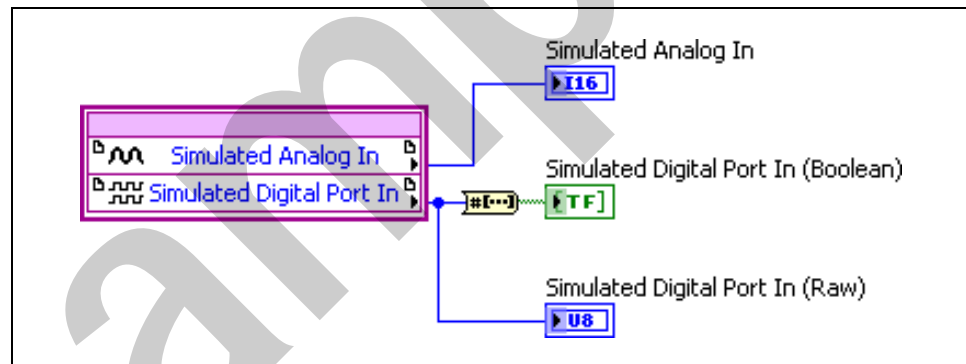 Simulated Analog In
I16
Simulated Analog In
Simulated Digital Port In (Boolean)
Simulated Digital Port In
#[···]
[TF]
Simulated Digital Port In (Raw)
U8
amp